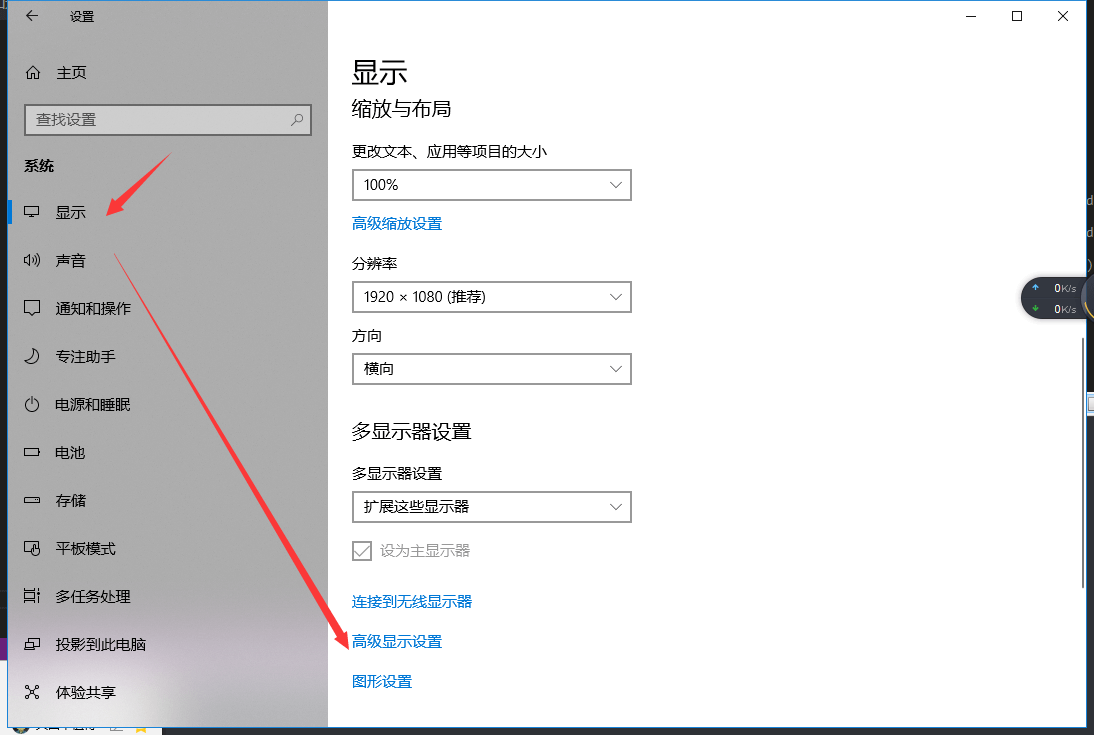 设置
主页
查找设置
系统
显示
声音
通知和操作
专注助手
电源和睡眠
电池
存储
平板模式
多任务处理
投影到此电脑
体验共享
显示
缩放与布局
更改文本、应用等项目的大小
100%
高级缩放设置
分辨率
1920 × 1080 (推荐)
方向
横向
多显示器设置
多显示器设置
扩展这些显示器
设为主显示器
连接到无线显示器
高级显示设置
图形设置
0K/s
0K/s
d
d
)